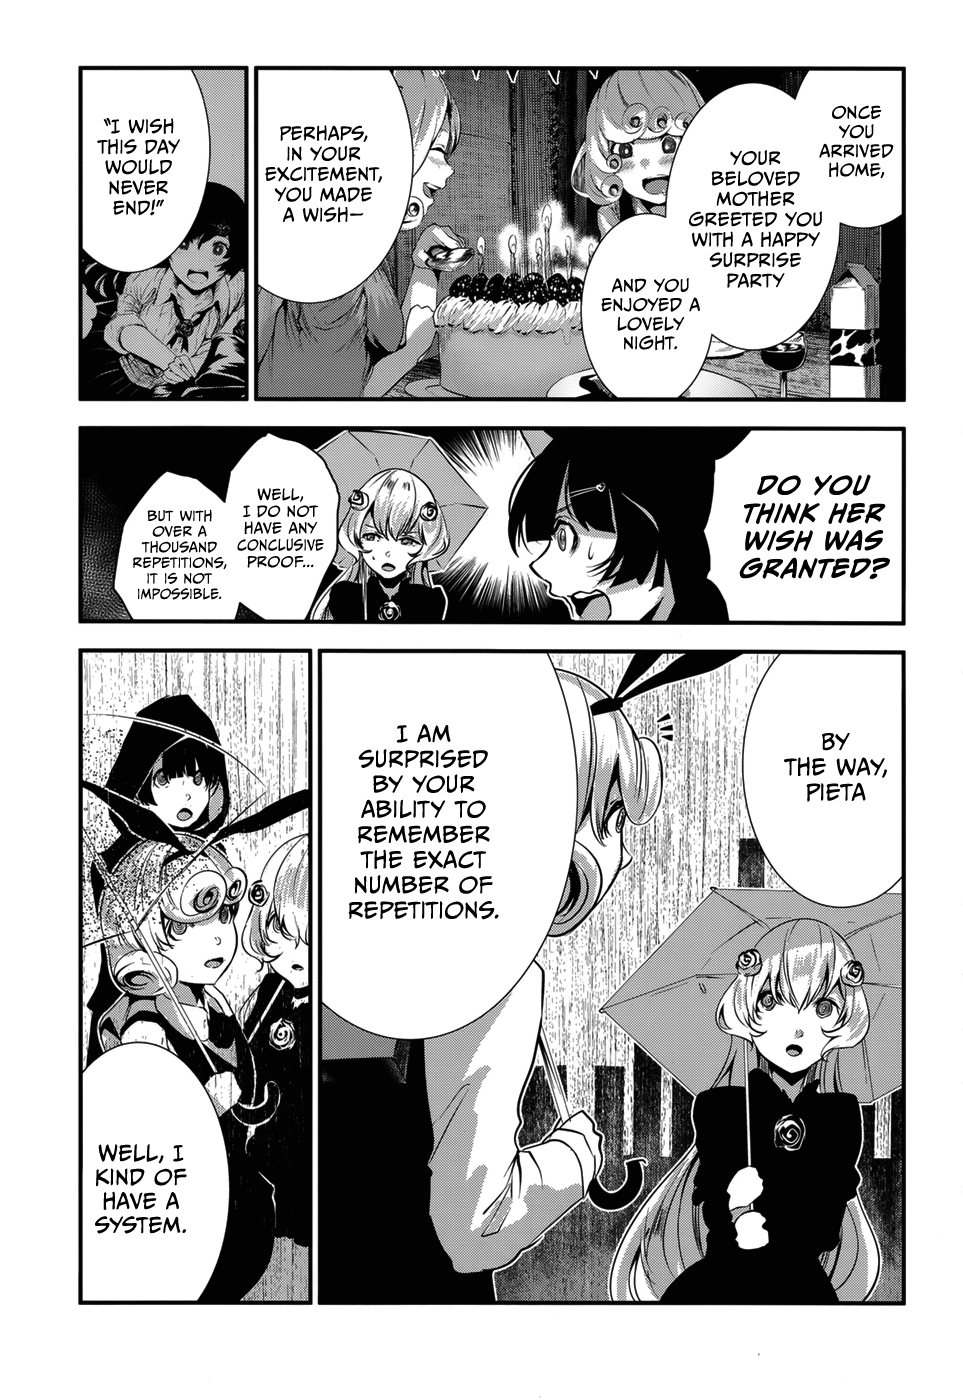 ONCE
YOU
ARRIVED
HOME,
YOUR
BELOVED
MOTHER
GREETED YOU
WITH A HAPPY
SURPRISE
PARTY
AND YOU
ENJOYED A
LOVELY
NIGHT.
PERHAPS,
IN YOUR
EXCITEMENT,
YOU MADE
A WISH—
"I WISH
THIS DAY
WOULD
NEVER
END!"
DO YOU
THINK HER
WISH WAS
GRANTED?
WELL,
I DO NOT
HAVE ANY
CONCLUSIVE
PROOF...
BUT WITH
OVER A
THOUSAND
REPETITIONS,
IT IS NOT
IMPOSSIBLE.
BY
THE WAY,
PIETA
I AM
SURPRISED
BY YOUR
ABILITY TO
REMEMBER
THE EXACT
NUMBER OF
REPETITIONS.
WELL, I
KIND OF
HAVE A
SYSTEM.